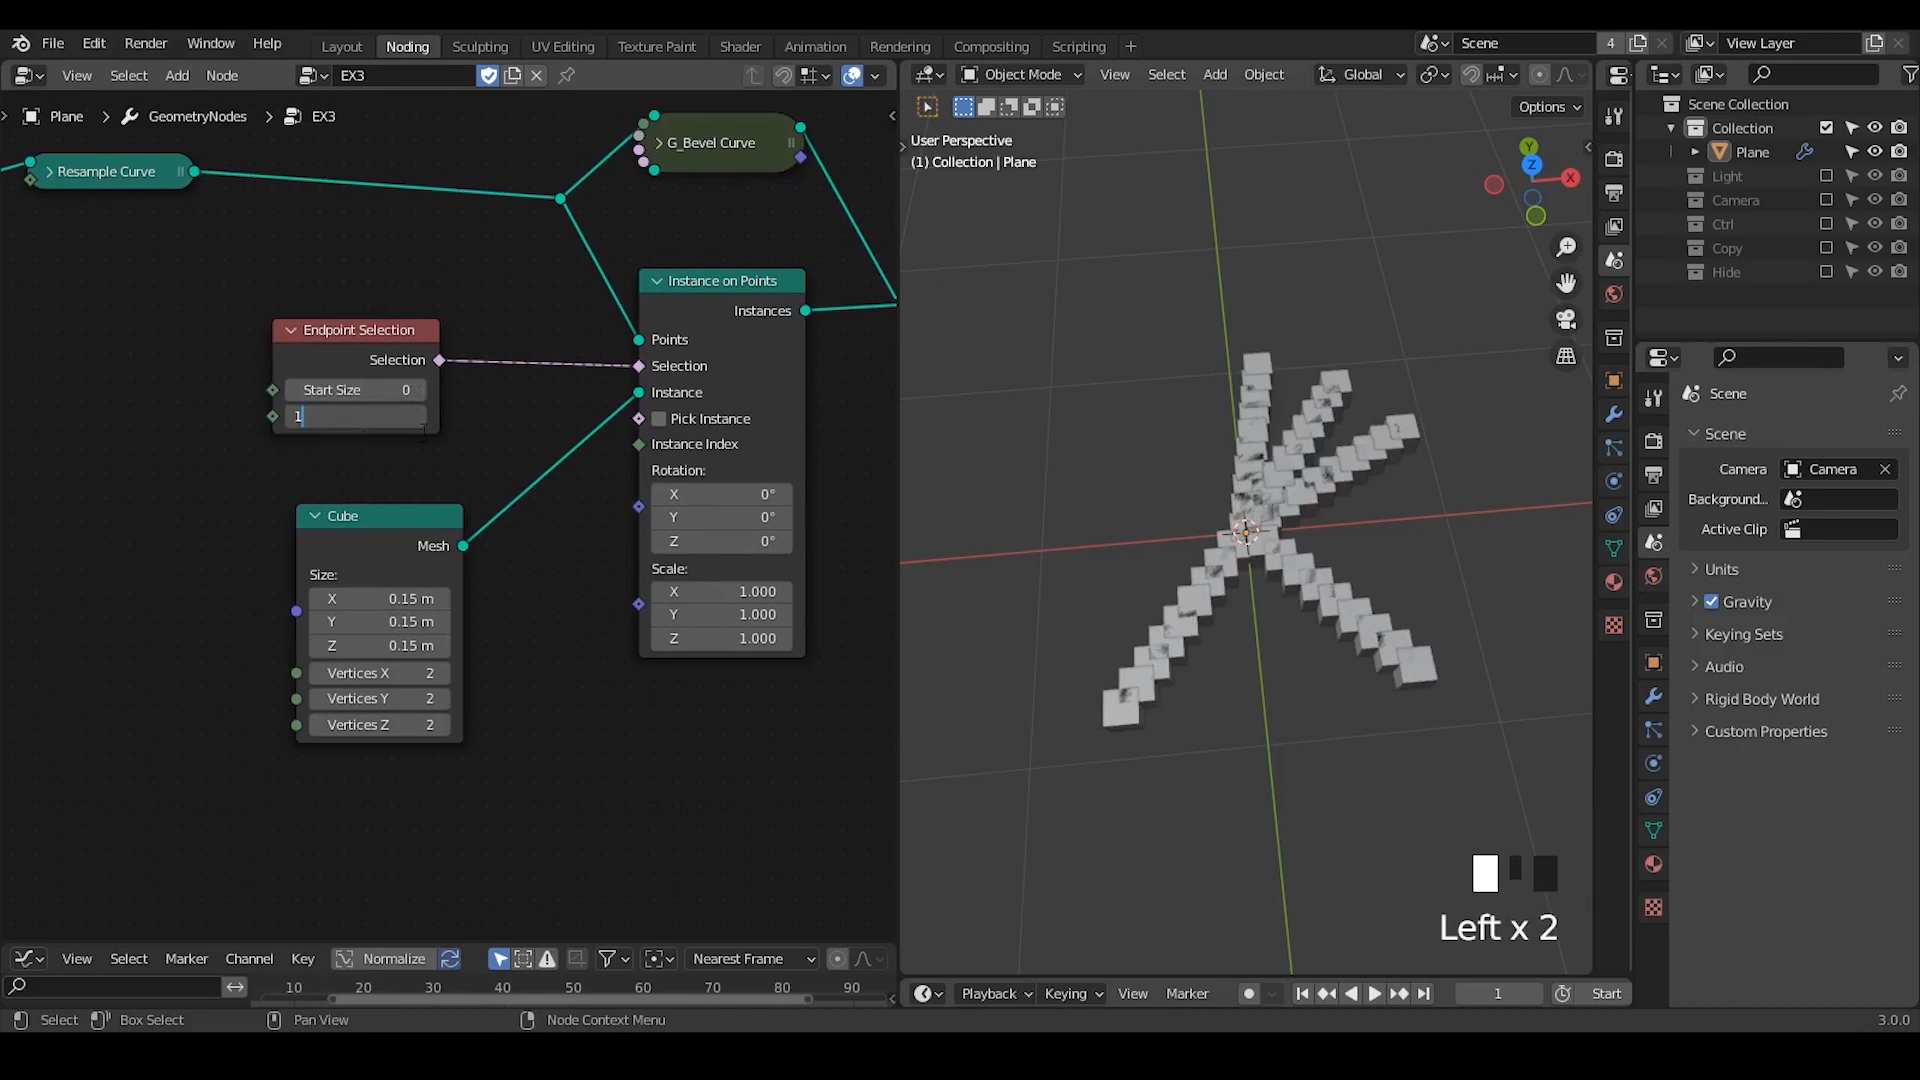 File Edit Render Window Help Layout Noding Sculpting UV Editing Texture Paint Shader Animation Rendering Compositing Scripting + Scene 4 View Layer
View Select Add Node EX3 Object Mode View Select Add Object Global
Plane > GeometryNodes > EX3
Options
User Perspective
(1) Collection | Plane
Y
Z
X
Scene Collection
Collection
Plane
Light
Camera
Ctrl
Copy
Hide
Resample Curve
G_Bevel Curve
Instance on Points
Instances
Points
Selection
Instance
Pick Instance
Instance Index
Rotation:
X 0°
Y 0°
Z 0°
Scale:
X 1.000
Y 1.000
Z 1.000
Endpoint Selection
Selection
Start Size 0
1
Cube
Mesh
Size:
X 0.15 m
Y 0.15 m
Z 0.15 m
Vertices X 2
Vertices Y 2
Vertices Z 2
Scene
Scene
Camera Camera
Background...
Active Clip
Units
Gravity
Keying Sets
Audio
Rigid Body World
Custom Properties
Left x 2
View Select Marker Channel Key Normalize Nearest Frame
10 20 30 40 50 60 70 80 90
Playback Keying View Marker 1 Start
Select Box Select Pan View Node Context Menu 3.0.0